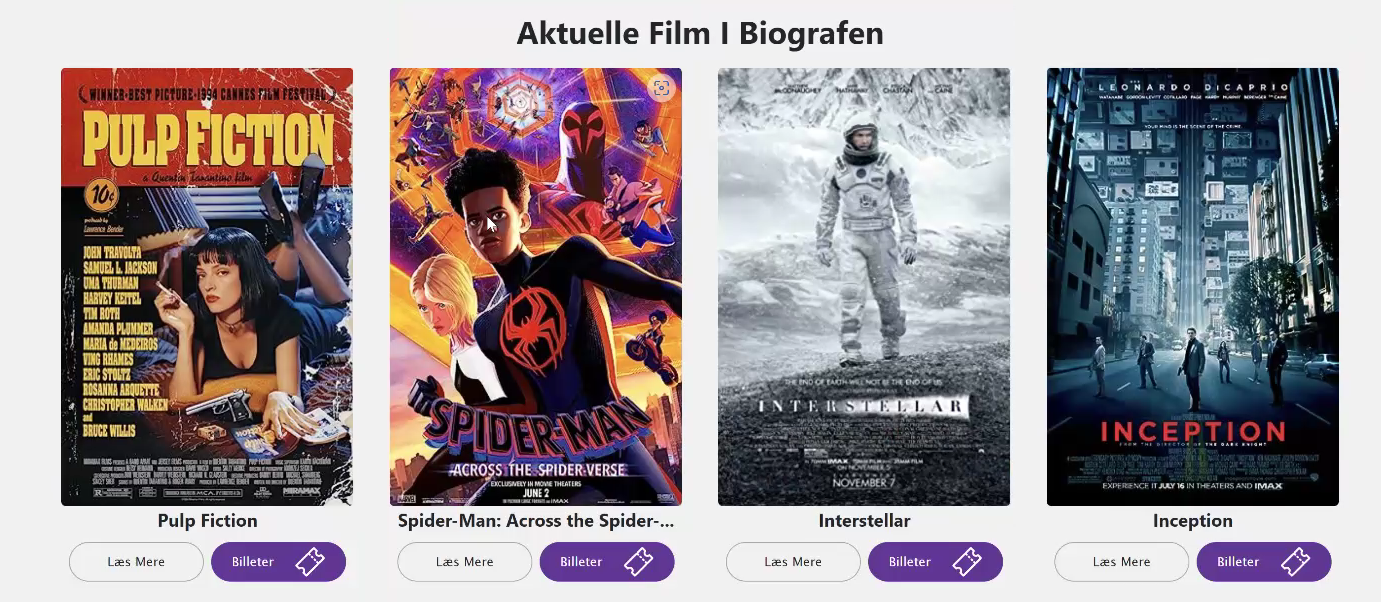 Aktuelle Film I Biografen
WINNER·BEST PICTURE·1994 CANNES FILM FESTIVAL
PULP FICTION
a Quentin Tarantino film
10¢
produced by
Lawrence Bender
JOHN TRAVOLTA
SAMUEL L. JACKSON
UMA THURMAN
HARVEY KEITEL
TIM ROTH
AMANDA PLUMMER
MARIA de MEDEIROS
VING RHAMES
ERIC STOLTZ
ROSANNA ARQUETTE
CHRISTOPHER WALKEN
and
BRUCE WILLIS
R
MCA
MIRAMAX
SPIDER-MAN
ACROSS THE SPIDER-VERSE
EXCLUSIVELY IN MOVIE THEATERS
JUNE 2
McCONAUGHEY HATHAWAY CHASTAIN CAINE
THE END OF EARTH WILL NOT BE THE END OF US
INTERSTELLAR
NOVEMBER 7
LEONARDO DICAPRIO
WATANABE GORDON-LEVITT COTILLARD PAGE HARDY MURPHY BERENGER AND CAINE
YOUR MIND IS THE SCENE OF THE CRIME
INCEPTION
FROM THE DIRECTOR OF THE DARK KNIGHT
EXPERIENCE IT JULY 16 IN THEATERS AND IMAX
Pulp Fiction
Spider-Man: Across the Spider-...
Interstellar
Inception
Læs Mere Billeter
Læs Mere Billeter
Læs Mere Billeter
Læs Mere Billeter